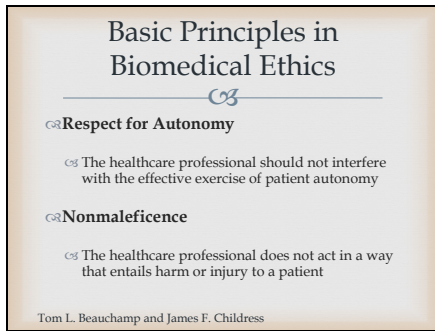 Basic Principles in
Biomedical Ethics
Respect for Autonomy
The healthcare professional should not interfere
with the effective exercise of patient autonomy
Nonmaleficence
The healthcare professional does not act in a way
that entails harm or injury to a patient
Tom L. Beauchamp and James F. Childress